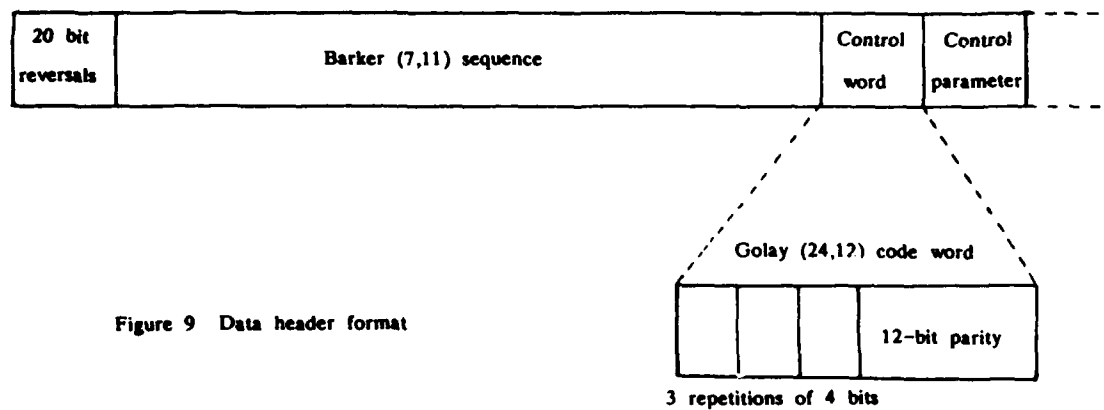 20 bit
reversals
Barker (7,11) sequence
Control
word
Control
parameter
Golay (24,12) code word
12-bit parity
3 repetitions of 4 bits
Figure 9 Data header format